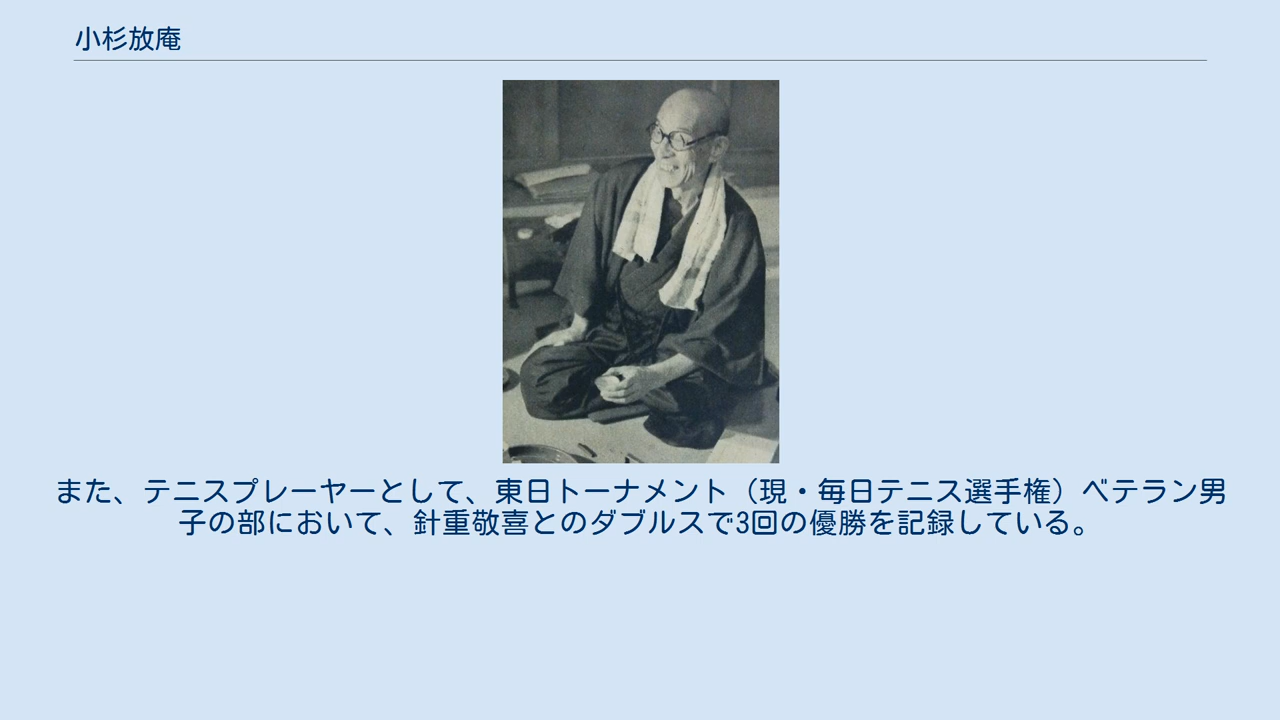 小杉放庵
また、テニスプレーヤーとして、東日トーナメント（現・毎日テニス選手権）ベテラン男
子の部において、針重敬喜とのダブルスで3回の優勝を記録している。